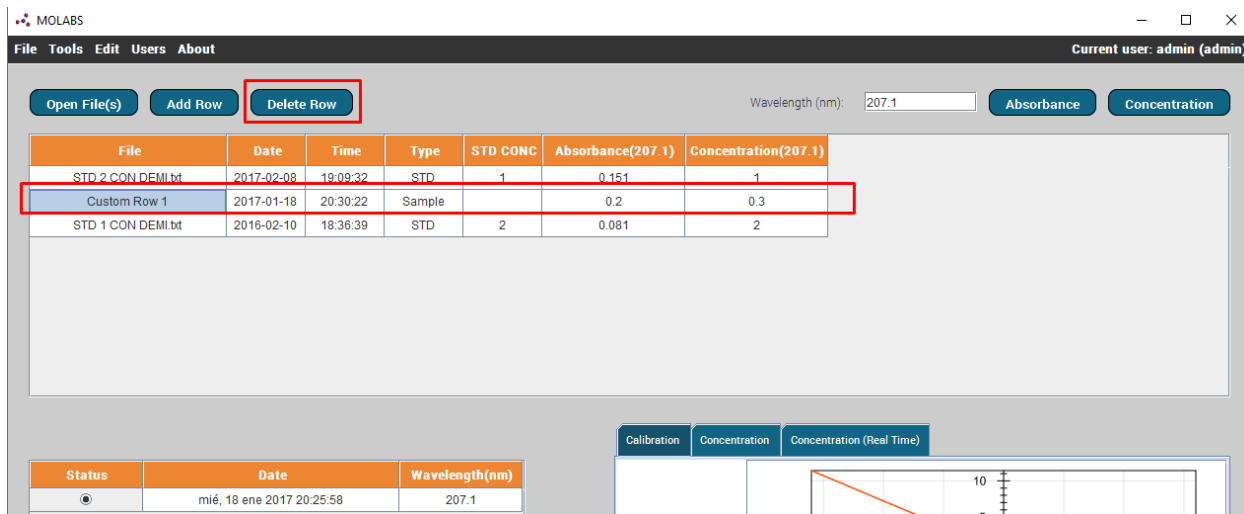 MOLABS
File Tools Edit Users About Current user: admin (admin)
Open File(s) Add Row Delete Row Wavelength (nm): 207.1 Absorbance Concentration
File Date Time Type STD CONC Absorbance(207.1) Concentration(207.1)
STD 2 CON DEMI.txt 2017-02-08 19:09:32 STD 1 0.151 1
Custom Row 1 2017-01-18 20:30:22 Sample 0.2 0.3
STD 1 CON DEMI.txt 2016-02-10 18:36:39 STD 2 0.081 2
Calibration Concentration Concentration (Real Time)
Status Date Wavelength(nm)
10
mié, 18 ene 2017 20:25:58 207.1